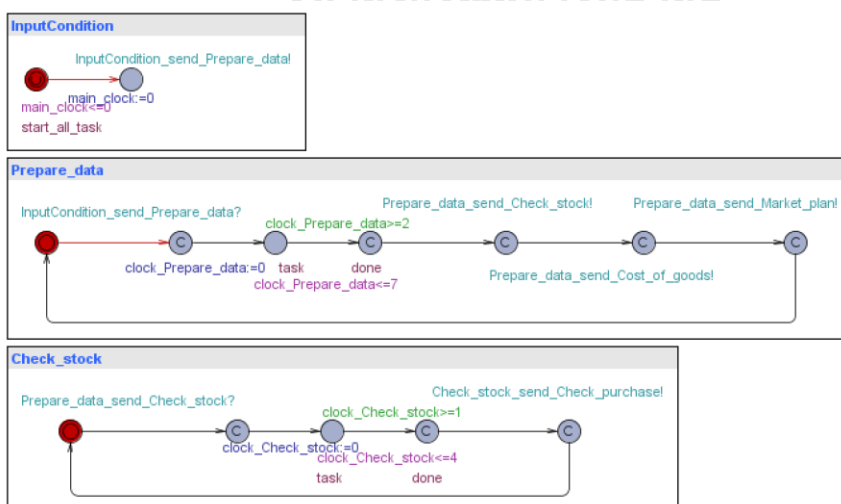 InputCondition
InputCondition_send_Prepare_data!
main_clock:=0
main_clock<=0
start_all_task
Prepare_data
Prepare_data_send_Check_stock!
Prepare_data_send_Market_plan!
InputCondition_send_Prepare_data?
clock_Prepare_data>=2
C
C
C
C
C
clock_Prepare_data:=0
task
done
Prepare_data_send_Cost_of_goods!
clock_Prepare_data<=7
Check_stock
Check_stock_send_Check_purchase!
Prepare_data_send_Check_stock?
clock_Check_stock>=1
C
C
C
clock_Check_stock:=0
clock_Check_stock<=4
task
done